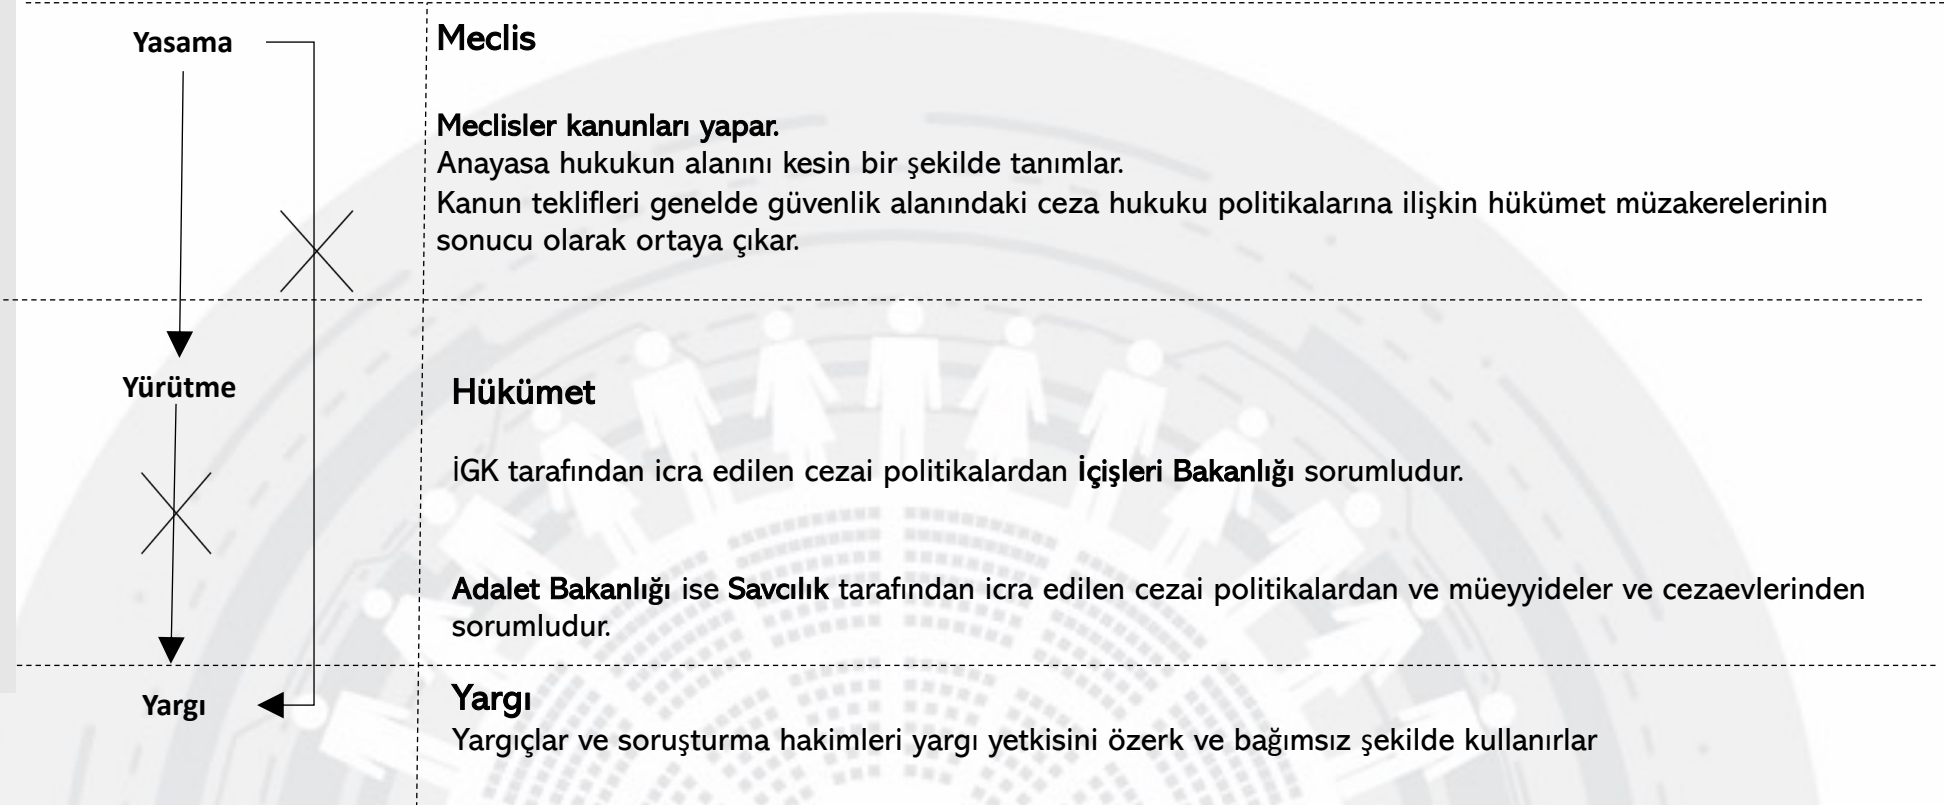 Yasama
Meclis
Meclisler kanunları yapar.
Anayasa hukukun alanını kesin bir şekilde tanımlar.
Kanun teklifleri genelde güvenlik alanındaki ceza hukuku politikalarına ilişkin hükümet müzakerelerinin
sonucu olarak ortaya çıkar.
Yürütme
Hükümet
İGK tarafından icra edilen cezai politikalardan İçişleri Bakanlığı sorumludur.
Adalet Bakanlığı ise Savcılık tarafından icra edilen cezai politikalardan ve müeyyideler ve cezaevlerinden
sorumludur.
Yargı
Yargı
Yargıçlar ve soruşturma hakimleri yargı yetkisini özerk ve bağımsız şekilde kullanırlar